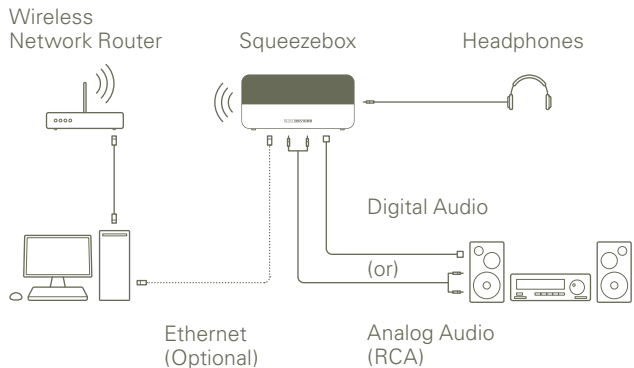 Wireless
Network Router
Squeezebox
Headphones
Digital Audio
(or)
Ethernet
(Optional)
Analog Audio
(RCA)